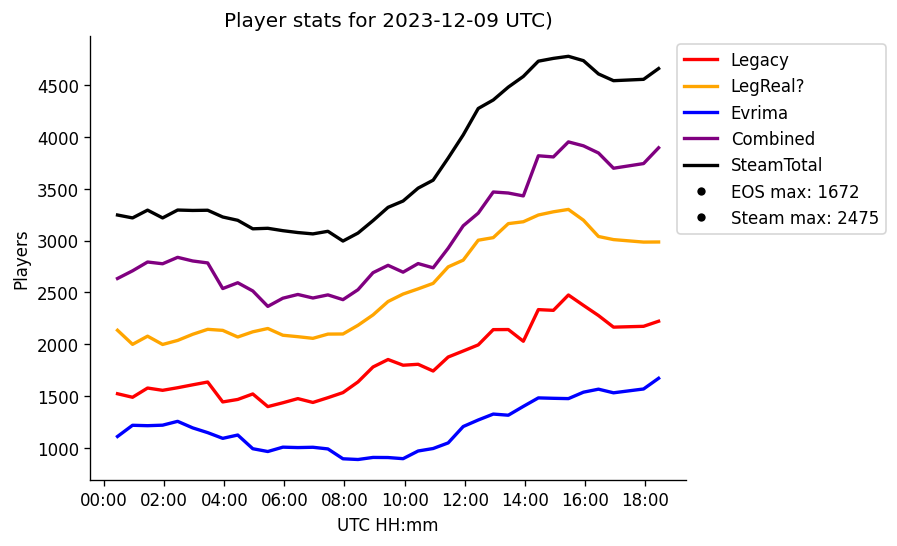 Player stats for 2023-12-09 UTC)
Players
4500
4000
3500
3000
2500
2000
1500
1000
00:00 02:00 04:00 06:00 08:00 10:00 12:00 14:00 16:00 18:00
UTC HH:mm
Legacy
LegReal?
Evrima
Combined
SteamTotal
EOS max: 1672
Steam max: 2475